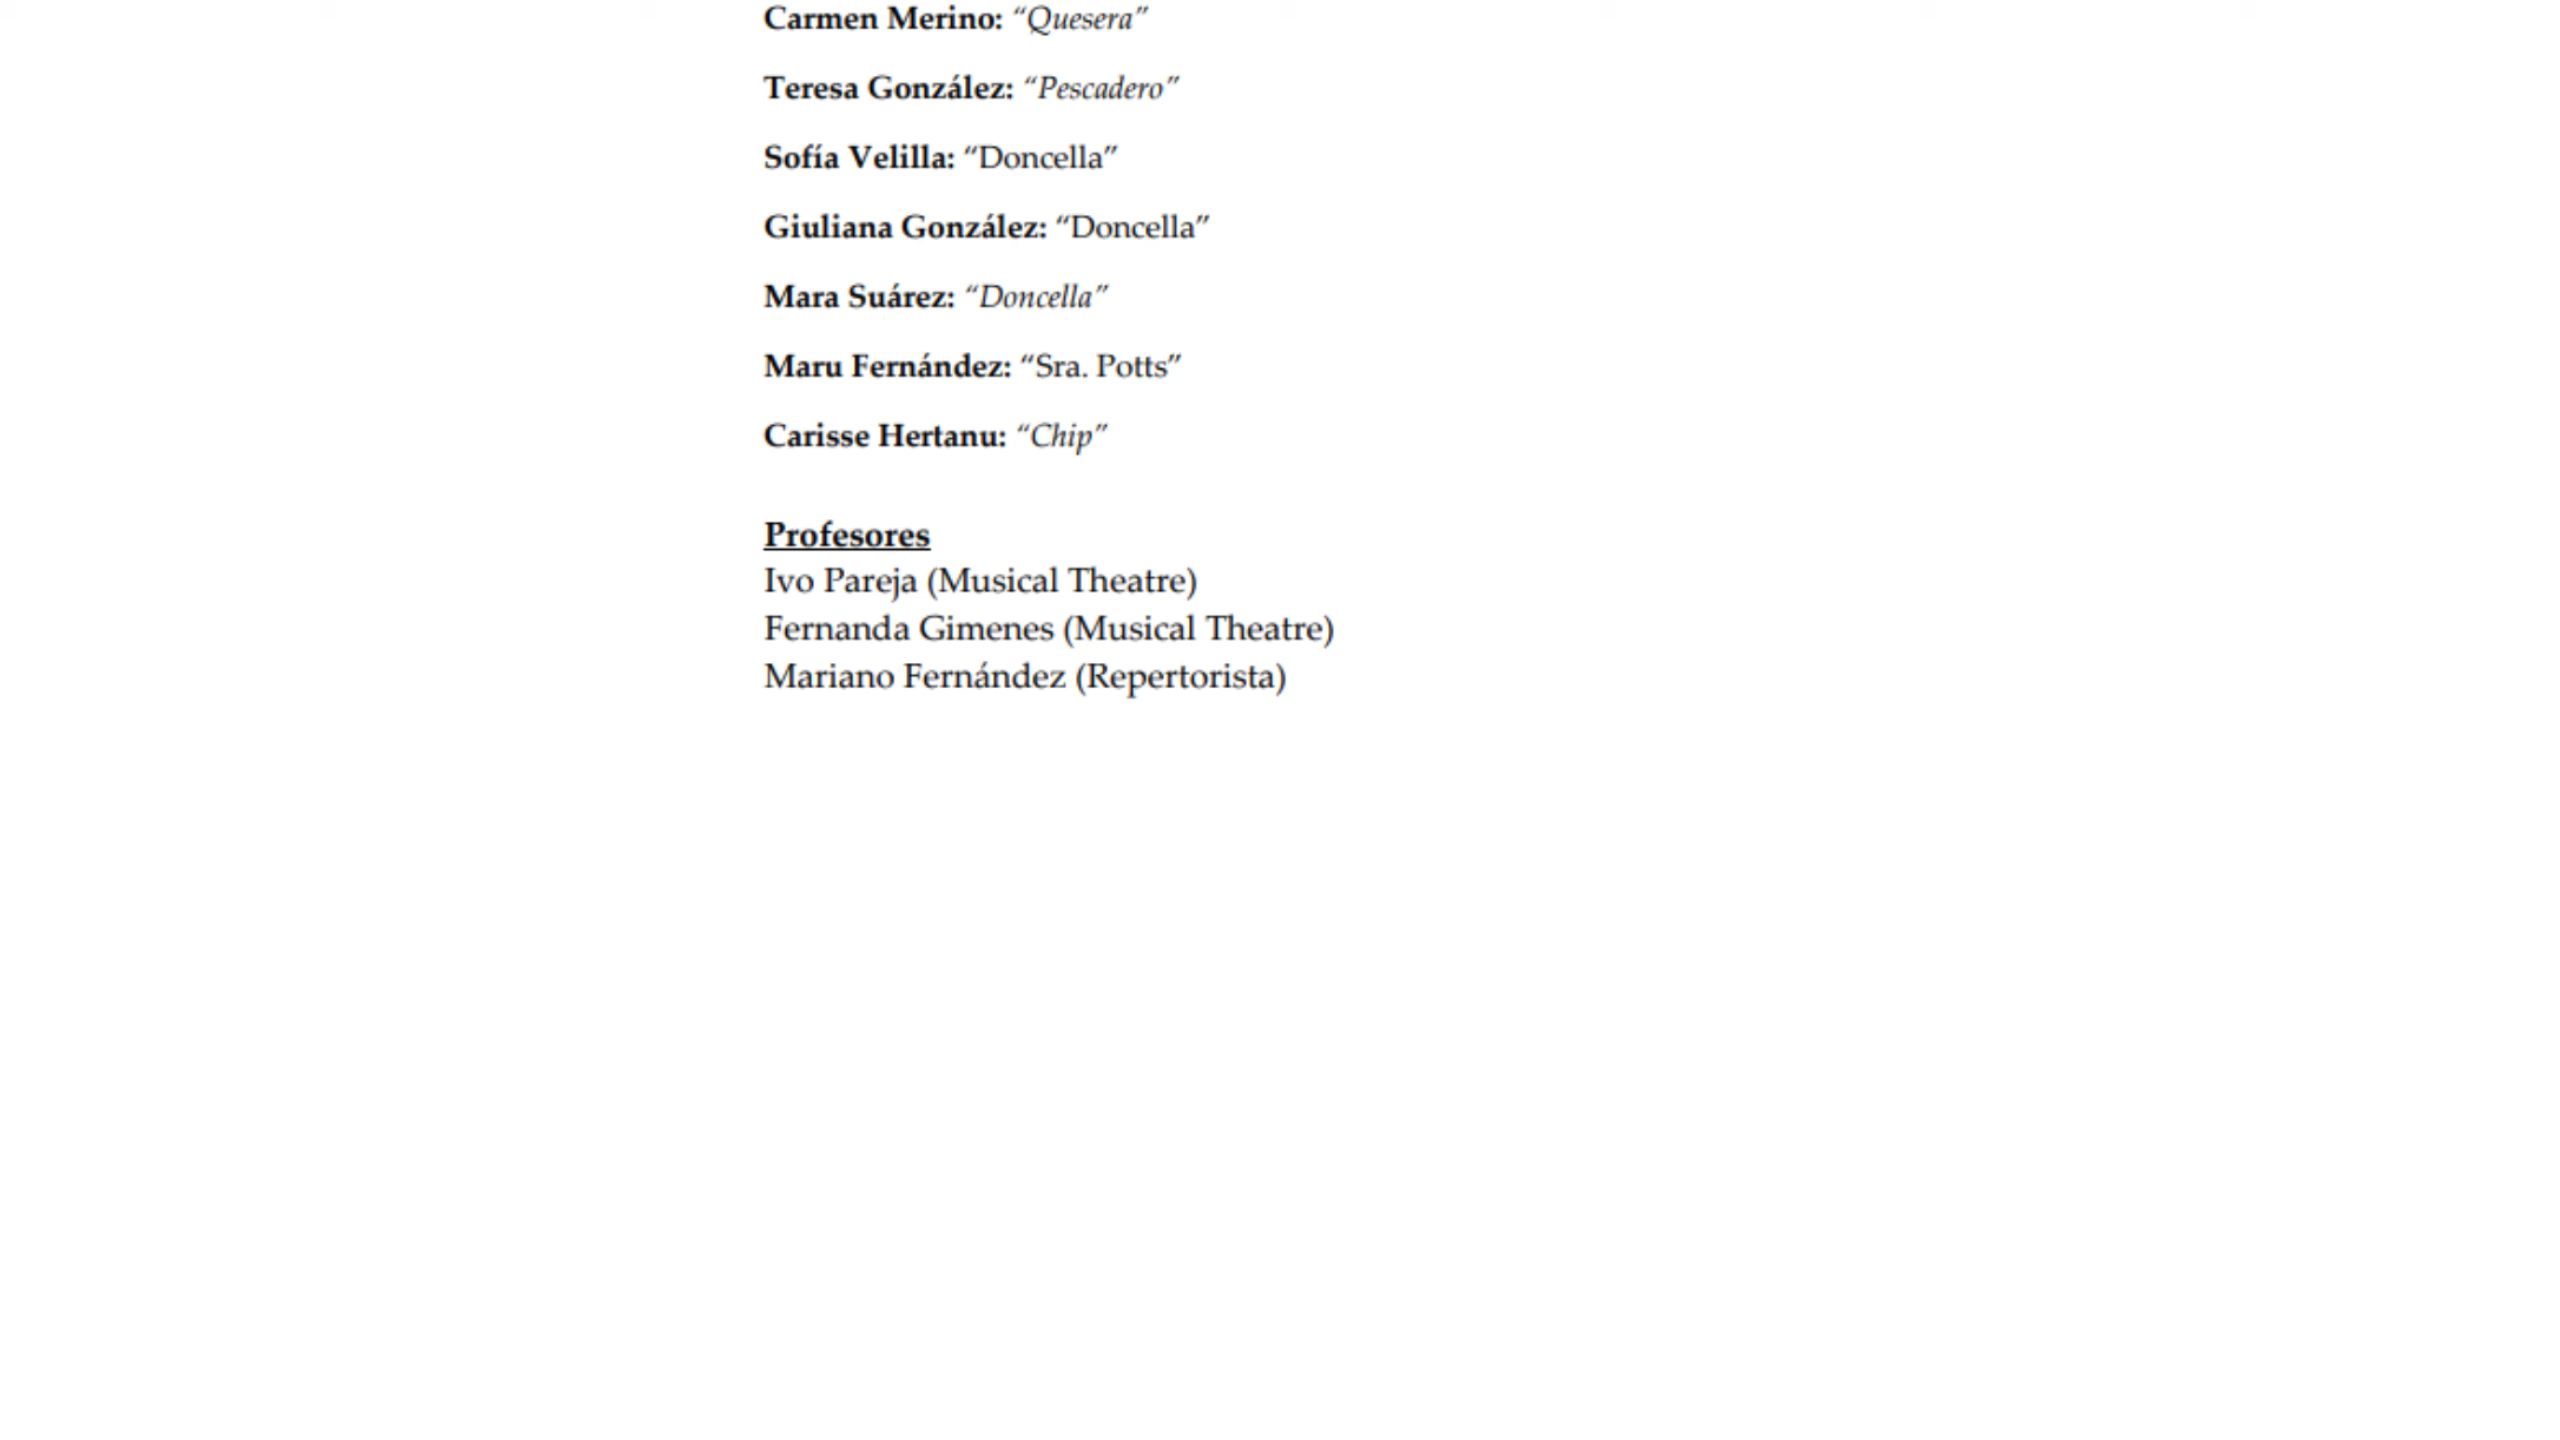 Carmen Merino: “Quesera”
Teresa González: “Pescadero”
Sofía Velilla: “Doncella”
Giuliana González: “Doncella”
Mara Suárez: “Doncella”
Maru Fernández: “Sra. Potts”
Carisse Hertanu: “Chip”
Profesores
Ivo Pareja (Musical Theatre)
Fernanda Gimenes (Musical Theatre)
Mariano Fernández (Repertorista)